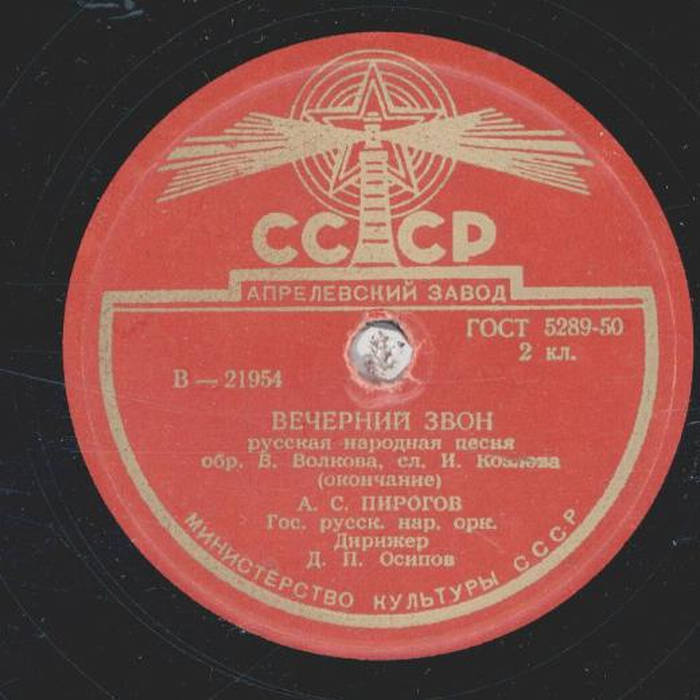 СССР
АПРЕЛЕВСКИЙ ЗАВОД
ГОСТ 5289-50
2 кл.
В — 21954
ВЕЧЕРНИЙ ЗВОН
русская народная песня
обр. В. Волкова, сл. И. Козлова
(окончание)
А. С. ПИРОГОВ
Гос. русск. нар. орк.
Дирижер
Д. П. Осипов
МИНИСТЕРСТВО КУЛЬТУРЫ СССР